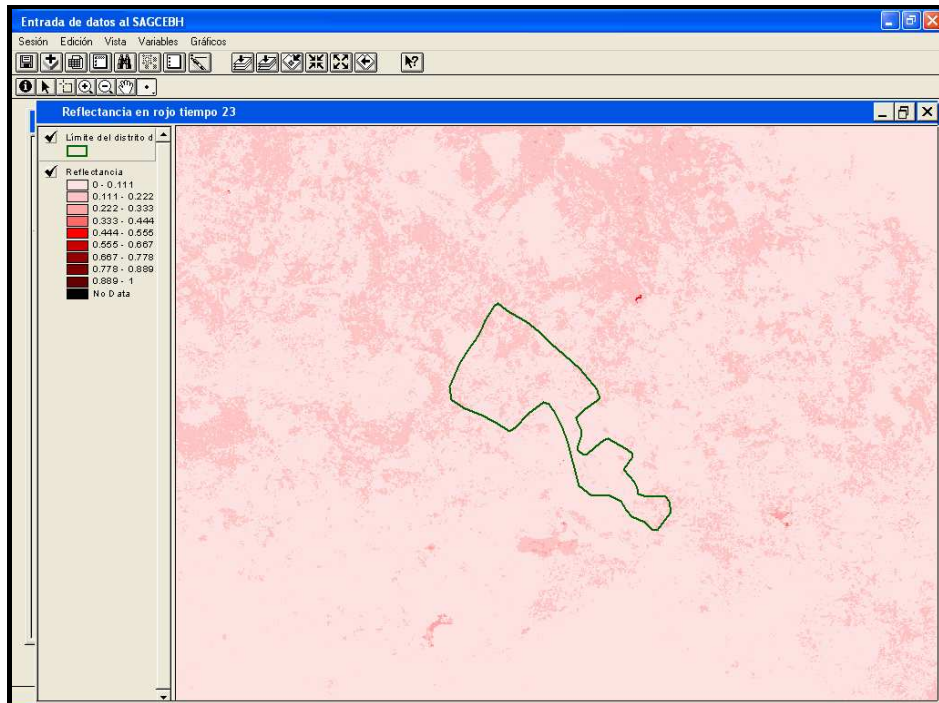 Entrada de datos al SAGCEBH
Sesión Edición Vista Variables Gráficos
Reflectancia en rojo tiempo 23
Límite del distrito d
Reflectancia
0 - 0.111
0.111 - 0.222
0.222 - 0.333
0.333 - 0.444
0.444 - 0.555
0.555 - 0.667
0.667 - 0.778
0.778 - 0.889
0.889 - 1
No Data